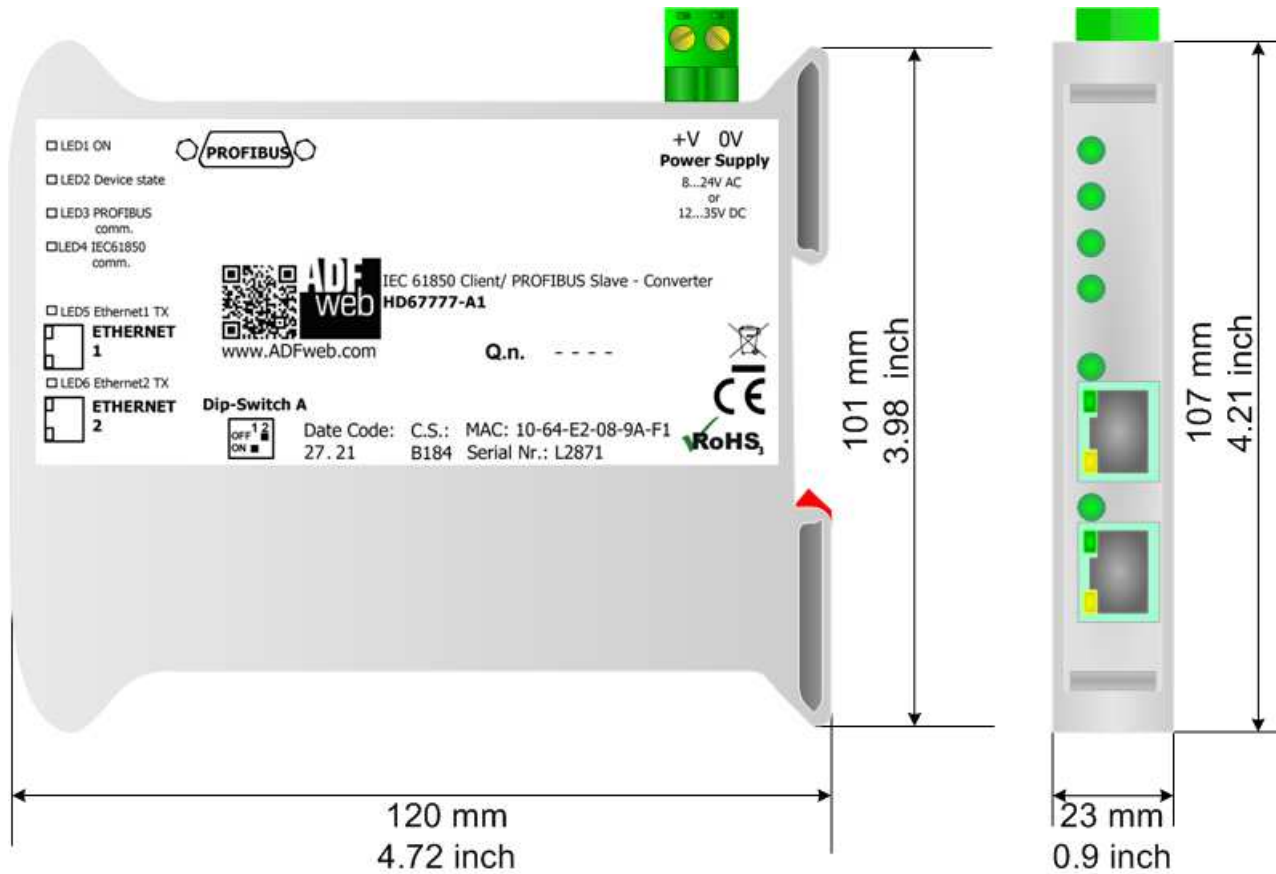 LED1 ON
PROFIBUS
+V 0V
Power Supply
8...24V AC
or
12...35V DC
LED2 Device state
LED3 PROFIBUS
comm.
LED4 IEC61850
comm.
ADF
web
IEC 61850 Client/ PROFIBUS Slave - Converter
HD67777-A1
www.ADFweb.com
Q.n. - - - -
LED5 Ethernet1 TX
ETHERNET
1
LED6 Ethernet2 TX
ETHERNET
2
Dip-Switch A
1 2
OFF
ON
Date Code: C.S.: MAC: 10-64-E2-08-9A-F1
27.21 B184 Serial Nr.: L2871
CE
RoHS3
101 mm
3.98 inch
107 mm
4.21 inch
120 mm
4.72 inch
23 mm
0.9 inch